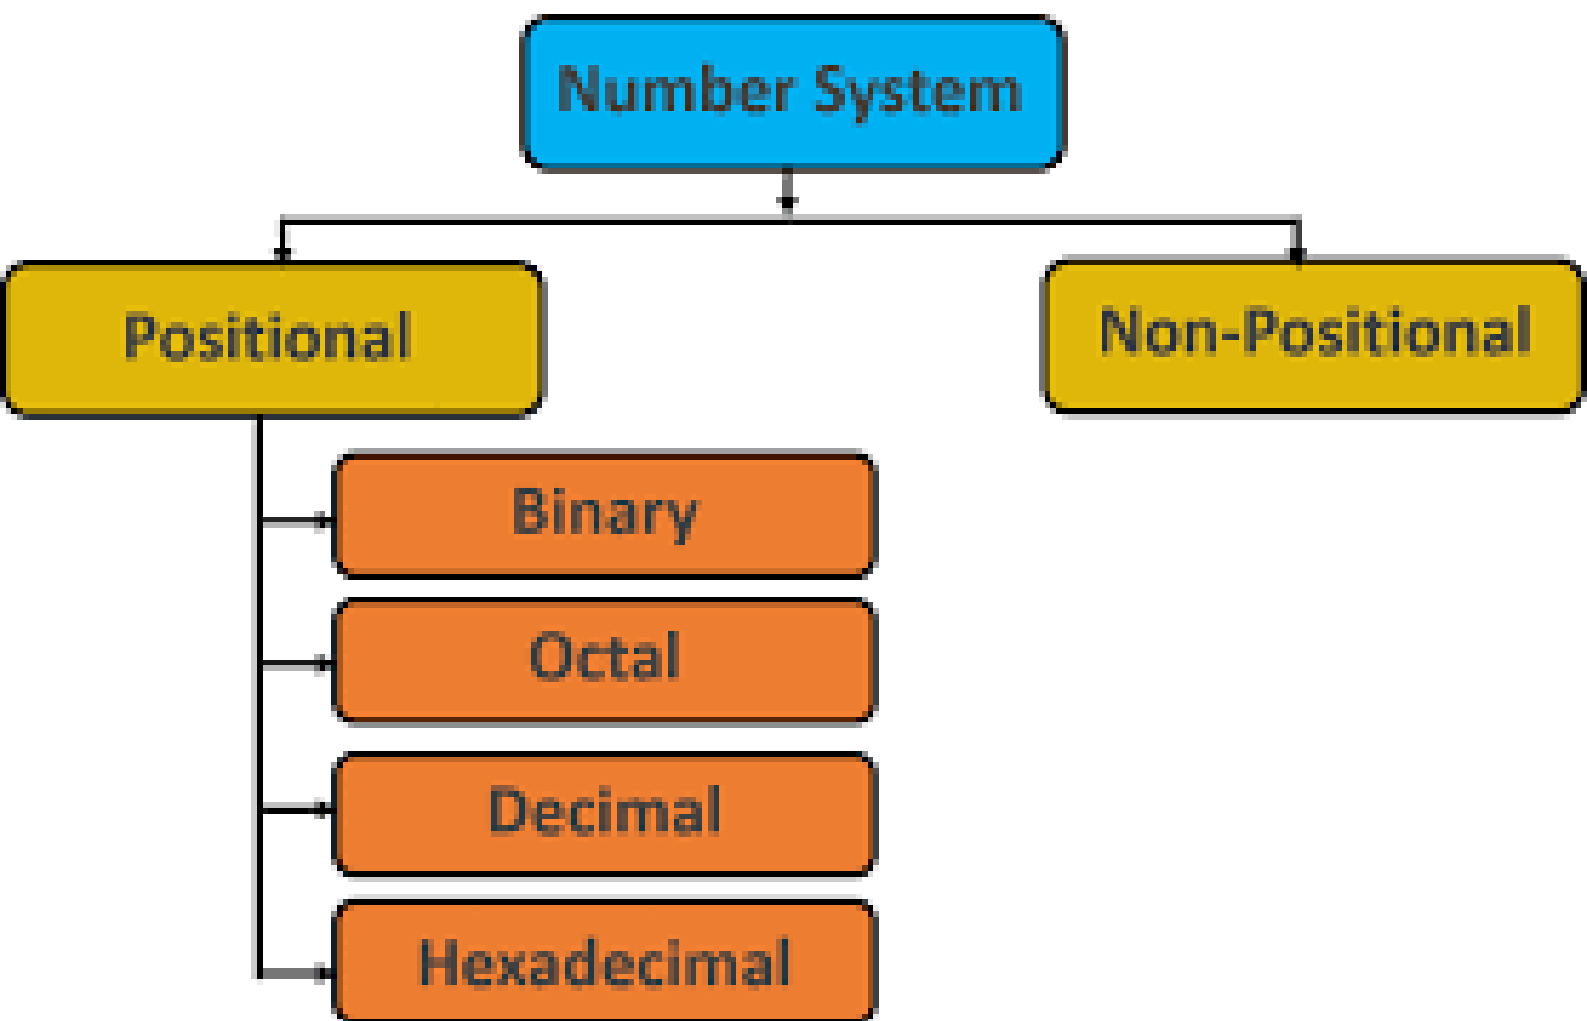 Number System
Positional
Non-Positional
Binary
Octal
Decimal
Hexadecimal